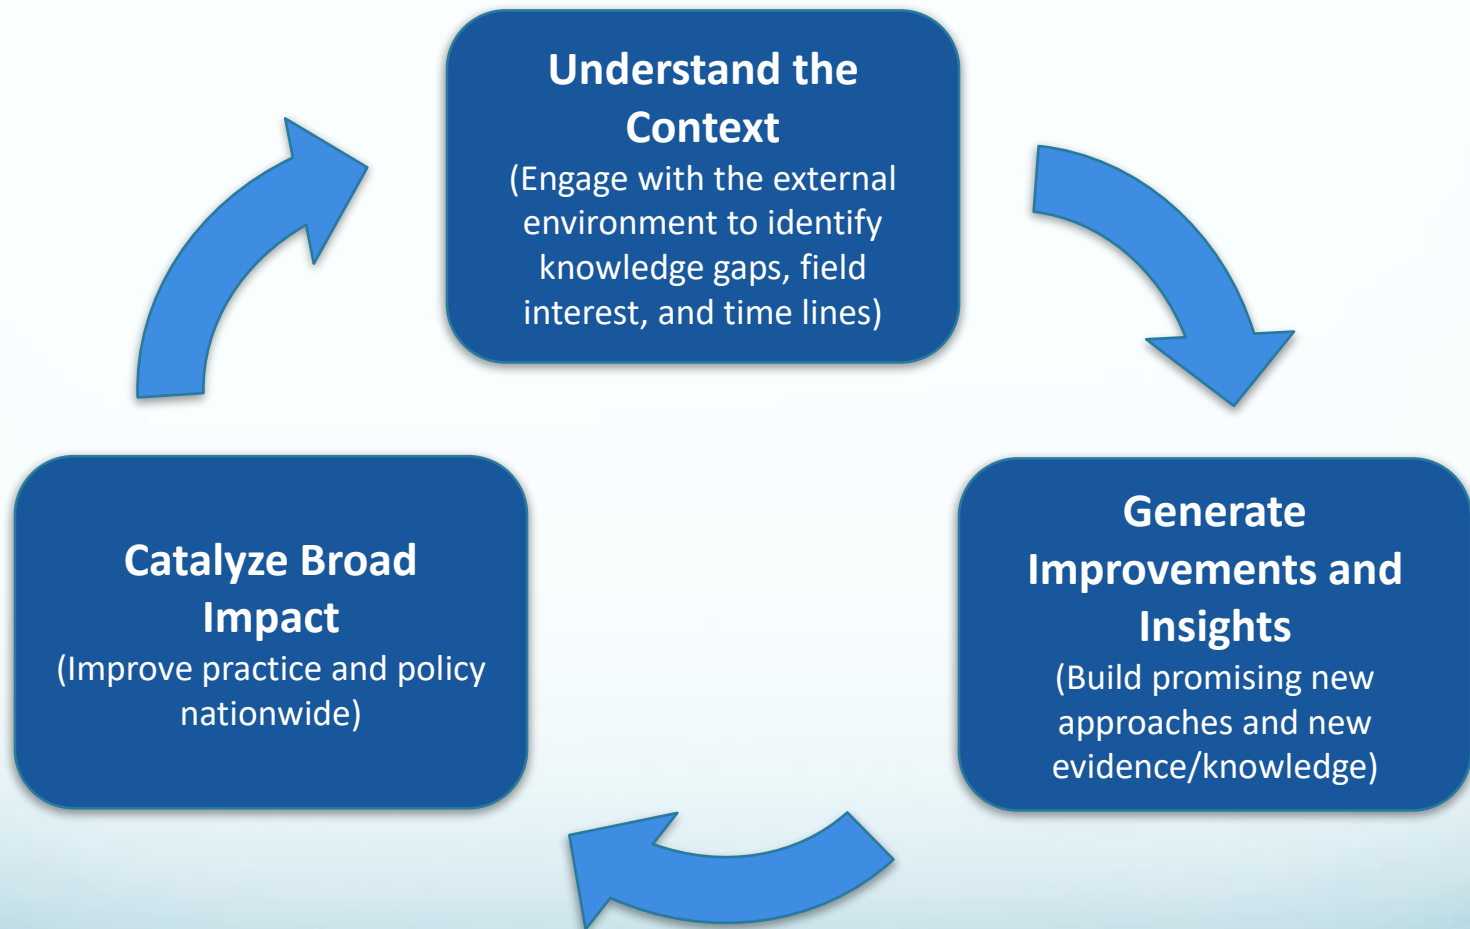 Understand the
Context
(Engage with the external
environment to identify
knowledge gaps, field
interest, and time lines)
Catalyze Broad
Impact
(Improve practice and policy
nationwide)
Generate
Improvements and
Insights
(Build promising new
approaches and new
evidence/knowledge)